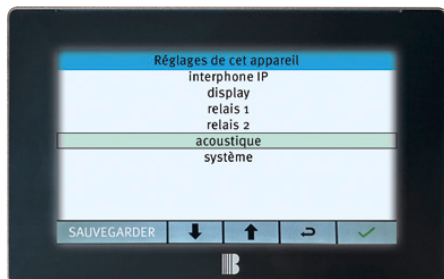 Réglages de cet appareil
interphone IP
display
relais 1
relais 2
acoustique
système
SAUVEGARDER